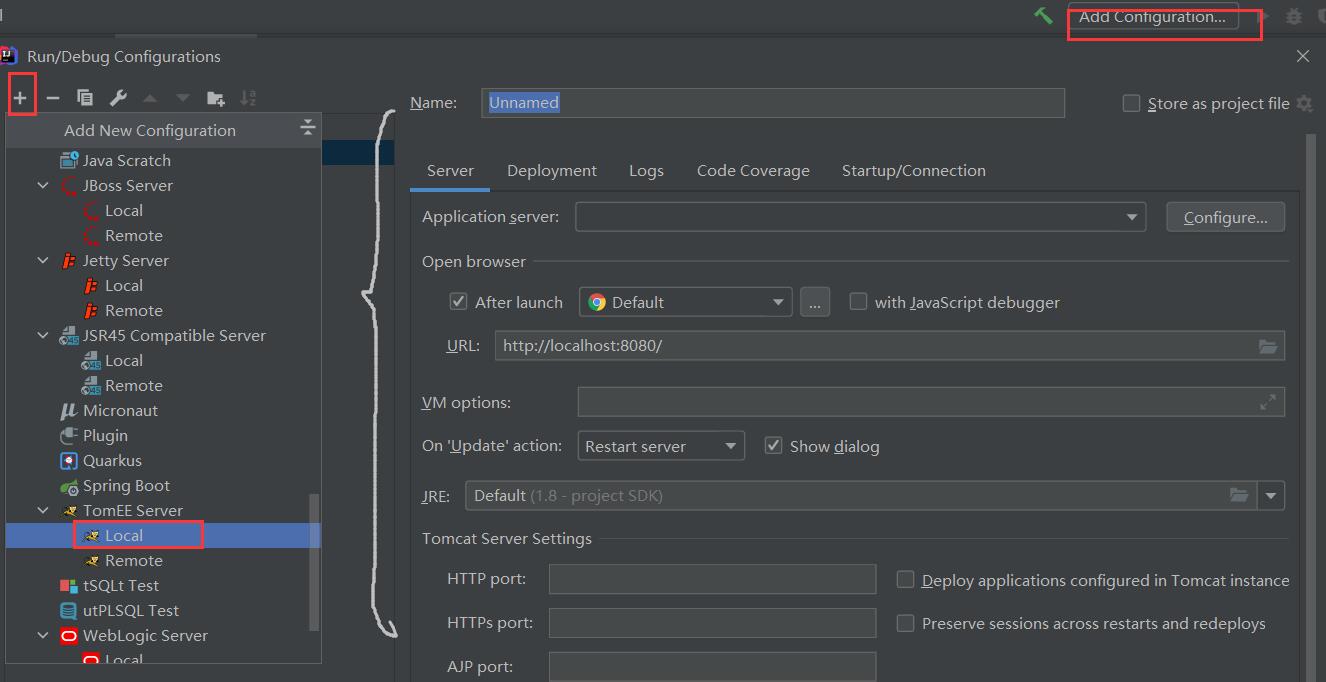 Add Configuration...
Run/Debug Configurations
Name:
Unnamed
Store as project file
Add New Configuration
Java Scratch
JBoss Server
Local
Remote
Jetty Server
Local
Remote
JSR45 Compatible Server
Local
Remote
Micronaut
Plugin
Quarkus
Spring Boot
TomEE Server
Local
Remote
tSQLt Test
utPLSQL Test
WebLogic Server
Local
Server
Deployment
Logs
Code Coverage
Startup/Connection
Application server:
Configure...
Open browser
After launch
Default
...
with JavaScript debugger
URL:
http://localhost:8080/
VM options:
On 'Update' action:
Restart server
Show dialog
JRE:
Default (1.8 - project SDK)
Tomcat Server Settings
HTTP port:
Deploy applications configured in Tomcat instance
HTTPs port:
Preserve sessions across restarts and redeploys
AJP port: